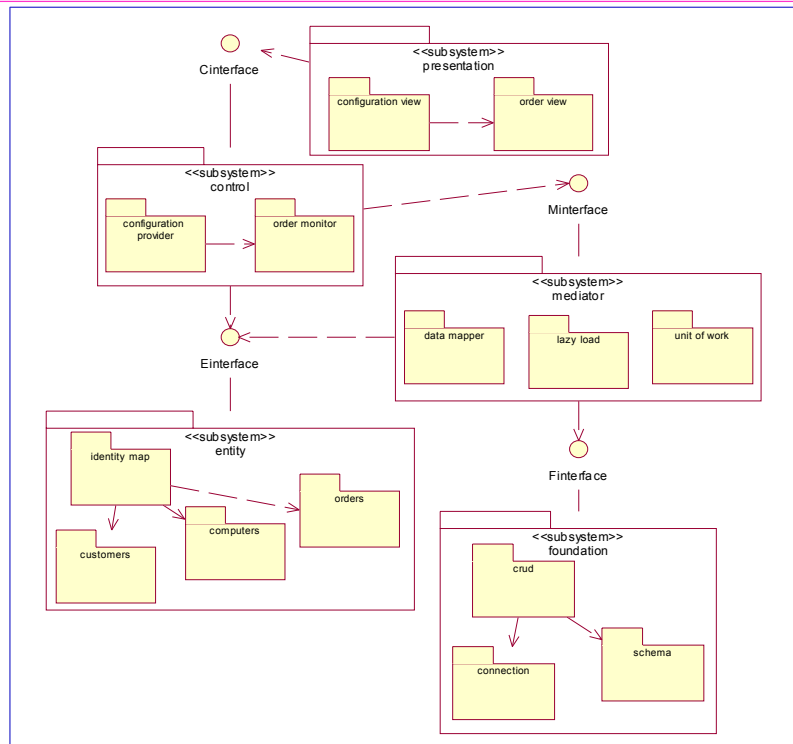 <<subsystem>>
presentation
Cinterface
configuration view
order view
<<subsystem>>
control
configuration
provider
order monitor
Minterface
<<subsystem>>
mediator
data mapper
lazy load
unit of work
Einterface
<<subsystem>>
entity
identity map
orders
computers
customers
Finterface
<<subsystem>>
foundation
crud
schema
connection